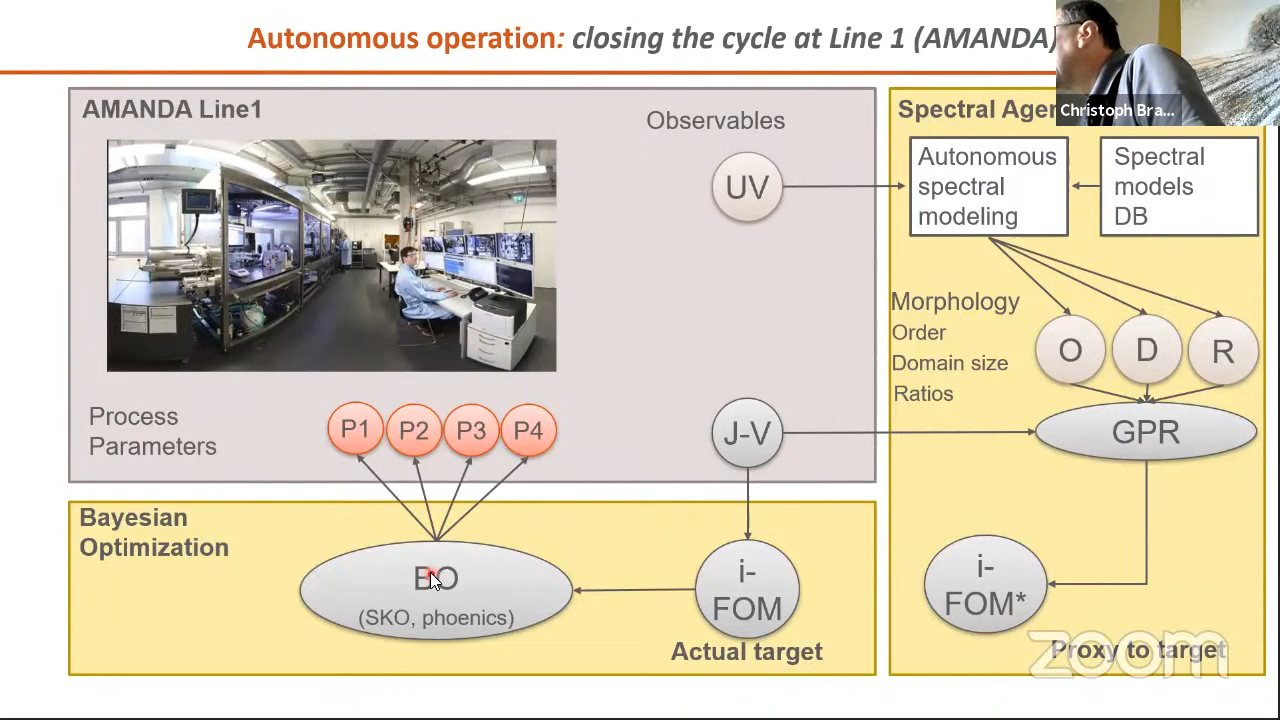 Autonomous operation: closing the cycle at Line 1 (AMANDA)
Christoph Bra...
AMANDA Line1
Observables
UV
Process
Parameters
P1 P2 P3 P4
J-V
Spectral Agen
Autonomous
spectral
modeling
Spectral
models
DB
Morphology
Order
Domain size
Ratios
O D R
GPR
Bayesian
Optimization
BO
(SKO, phoenics)
i-
FOM
Actual target
i-
FOM*
Proxy to target
zoom